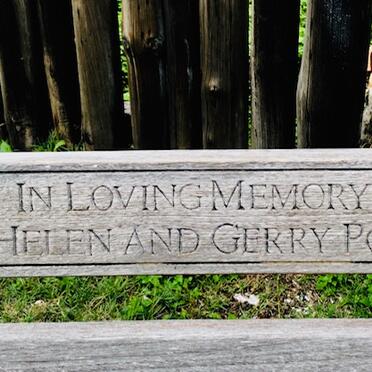 IN LOVING MEMORY
HELEN AND GERRY